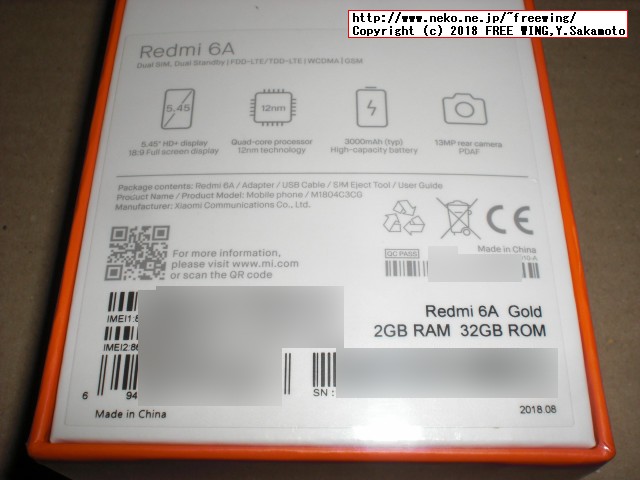 http://www.neko.ne.jp/~freewing/
Copyright (c) 2018 FREE WING,Y.Sakamoto
Redmi 6A
Dual SIM, Dual Standby | FDD-LTE/TDD-LTE | WCDMA | GSM
5.45
12nm
5.45" HD+ display
18:9 Full screen display
Quad-core processor
12nm technology
3000mAh (typ)
High-capacity battery
13MP rear camera
PDAF
Package contents: Redmi 6A / Adapter / USB Cable / SIM Eject Tool / User Guide
Product Name / Product Model: Mobile phone / M1804C3CG
Manufacturer: Xiaomi Communications Co., Ltd.
CE
For more information,
please visit www.mi.com
or scan the QR code
QC PASS
Made in China
Redmi 6A Gold
2GB RAM 32GB ROM
IMEI1:
IMEI2:86
6 94
SN :
Made in China
2018.08